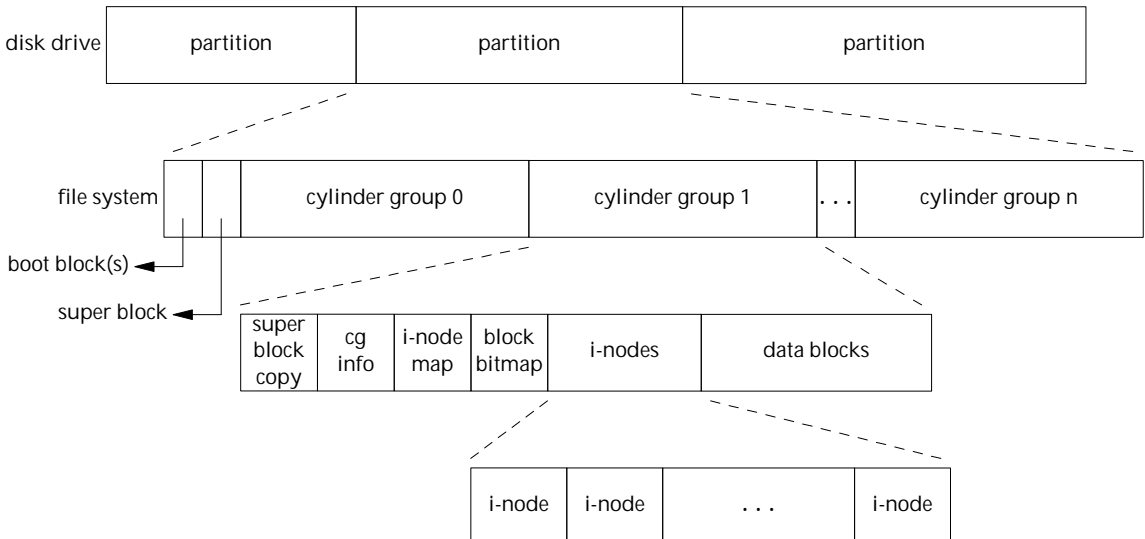 disk drive partition partition partition
file system cylinder group 0 cylinder group 1 ... cylinder group n
boot block(s)
super block
super
block
copy
cg
info
i-node
map
block
bitmap
i-nodes
data blocks
i-node i-node ... i-node